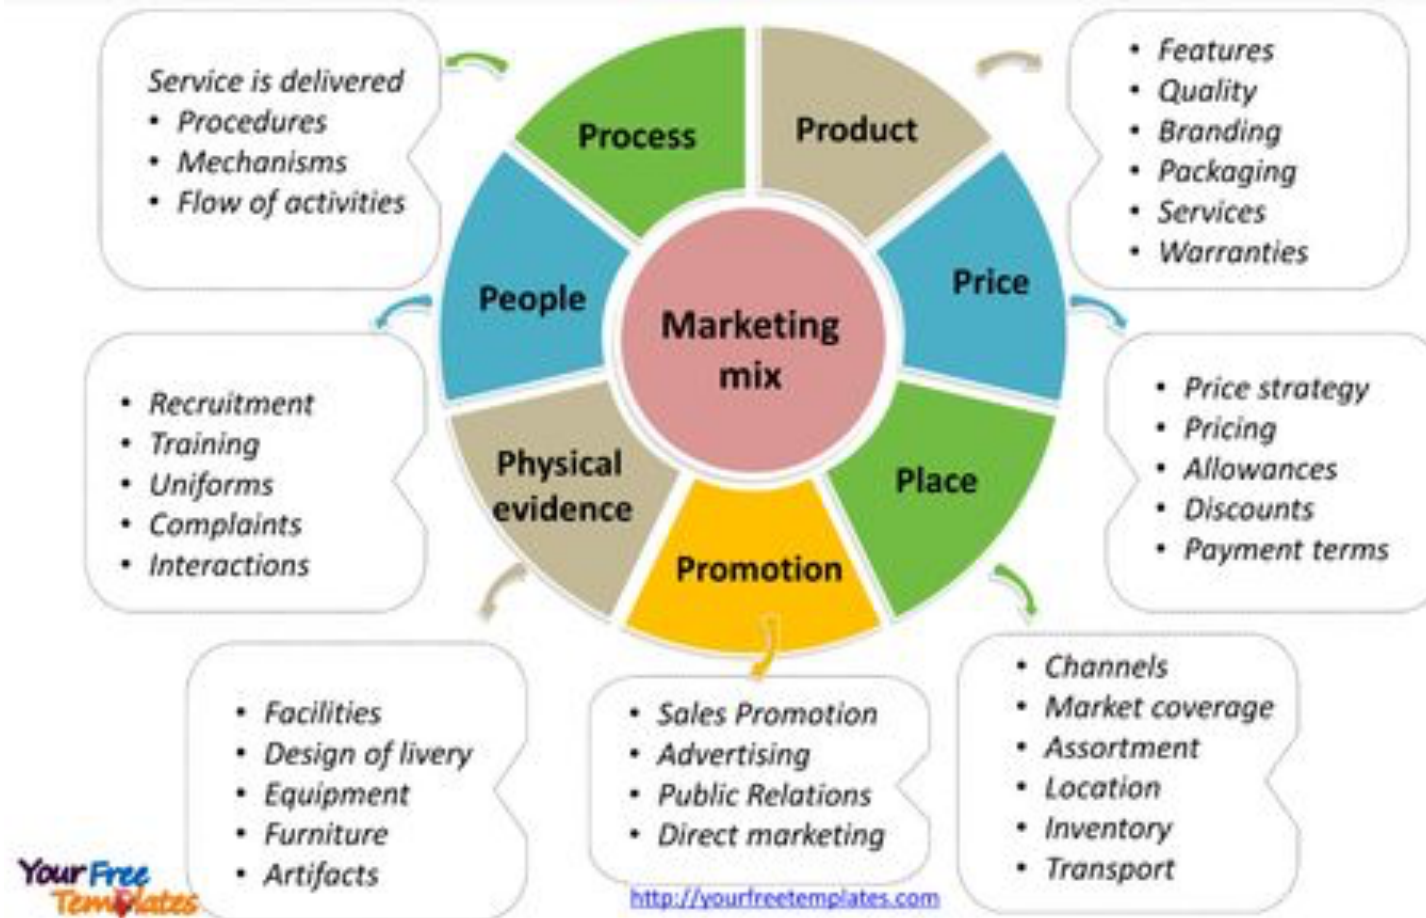 Service is delivered
• Procedures
• Mechanisms
• Flow of activities
Process
Product
• Features
• Quality
• Branding
• Packaging
• Services
• Warranties
People
Marketing
mix
Price
• Recruitment
• Training
• Uniforms
• Complaints
• Interactions
Physical
evidence
Promotion
Place
• Price strategy
• Pricing
• Allowances
• Discounts
• Payment terms
• Facilities
• Design of livery
• Equipment
• Furniture
• Artifacts
• Sales Promotion
• Advertising
• Public Relations
• Direct marketing
• Channels
• Market coverage
• Assortment
• Location
• Inventory
• Transport
Your Free
Templates
http://yourfreetemplates.com